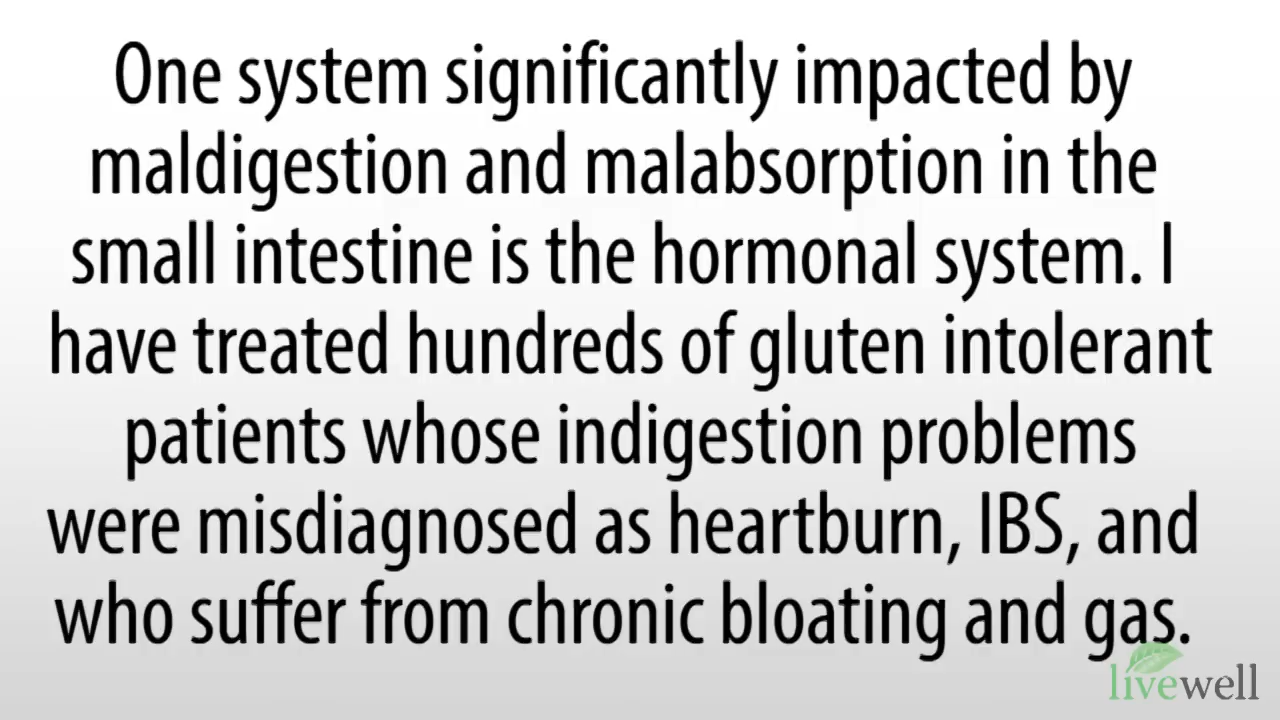 One system significantly impacted by
maldigestion and malabsorption in the
small intestine is the hormonal system. I
have treated hundreds of gluten intolerant
patients whose indigestion problems
were misdiagnosed as heartburn, IBS, and
who suffer from chronic bloating and gas.
livewell